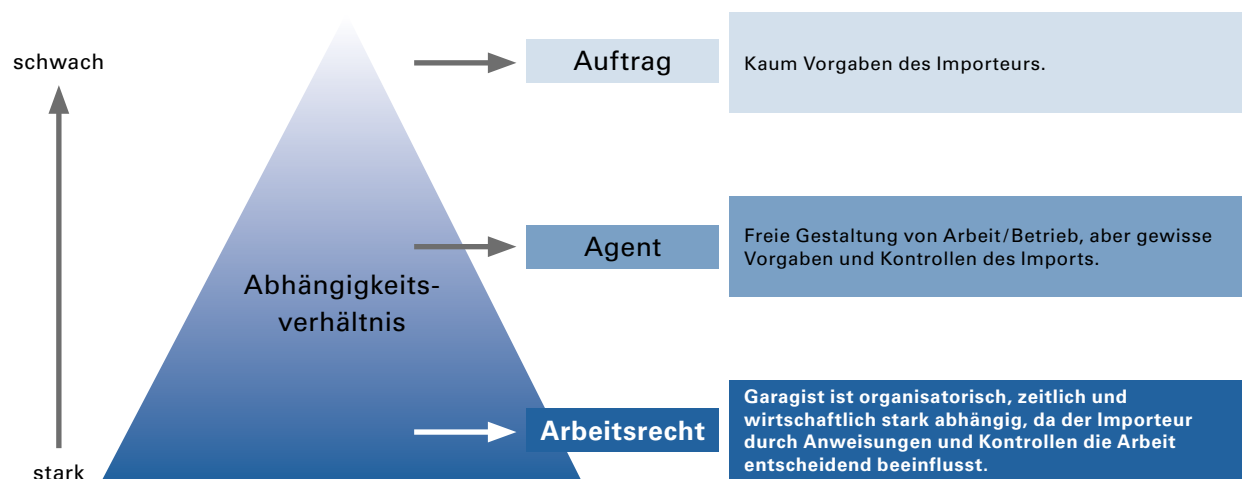 schwach
Auftrag
Kaum Vorgaben des Importeurs.
Agent
Freie Gestaltung von Arbeit/Betrieb, aber gewisse
Vorgaben und Kontrollen des Imports.
Abhängigkeits-
verhältnis
Arbeitsrecht
Garagist ist organisatorisch, zeitlich und
wirtschaftlich stark abhängig, da der Importeur
durch Anweisungen und Kontrollen die Arbeit
entscheidend beeinflusst.
stark